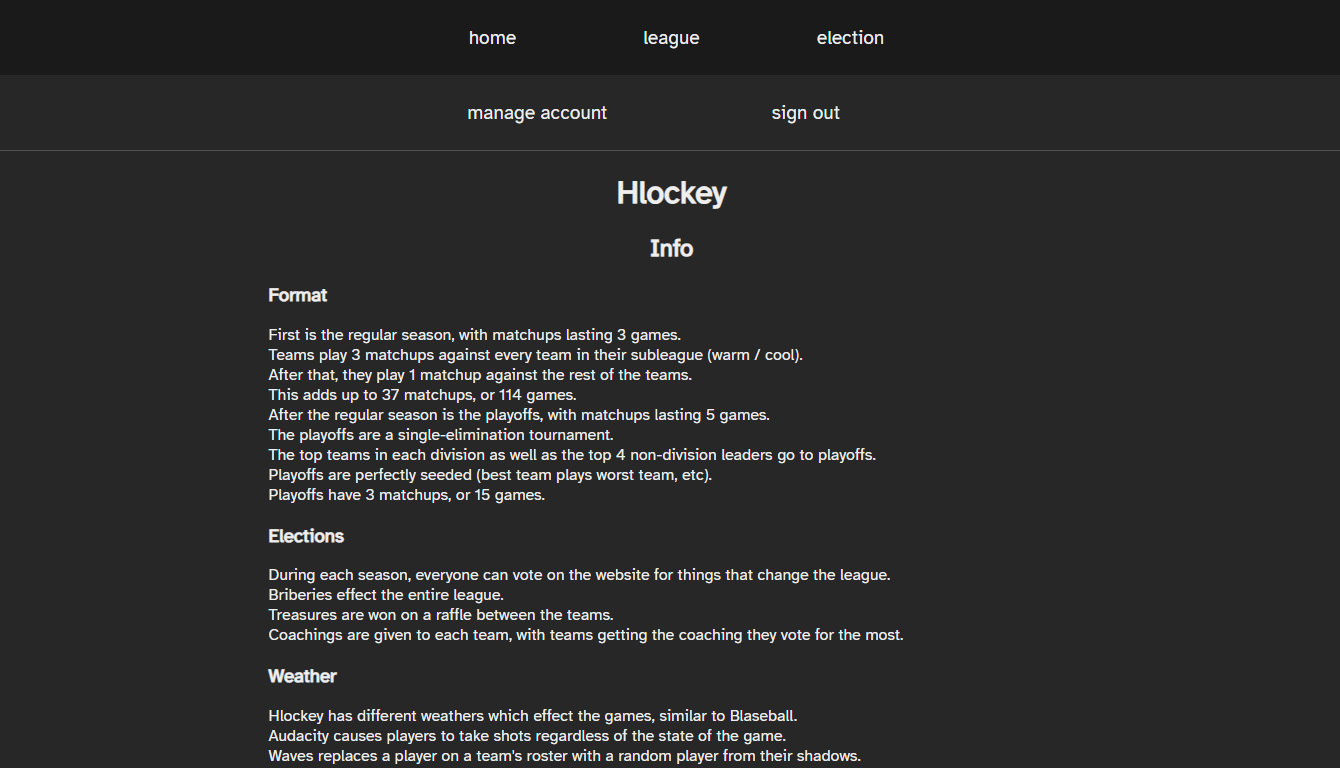 home league election
manage account sign out
Hlockey
Info
Format
First is the regular season, with matchups lasting 3 games.
Teams play 3 matchups against every team in their subleague (warm / cool).
After that, they play 1 matchup against the rest of the teams.
This adds up to 37 matchups, or 114 games.
After the regular season is the playoffs, with matchups lasting 5 games.
The playoffs are a single-elimination tournament.
The top teams in each division as well as the top 4 non-division leaders go to playoffs.
Playoffs are perfectly seeded (best team plays worst team, etc).
Playoffs have 3 matchups, or 15 games.
Elections
During each season, everyone can vote on the website for things that change the league.
Briberies effect the entire league.
Treasures are won on a raffle between the teams.
Coachings are given to each team, with teams getting the coaching they vote for the most.
Weather
Hlockey has different weathers which effect the games, similar to Blaseball.
Audacity causes players to take shots regardless of the state of the game.
Waves replaces a player on a team's roster with a random player from their shadows.